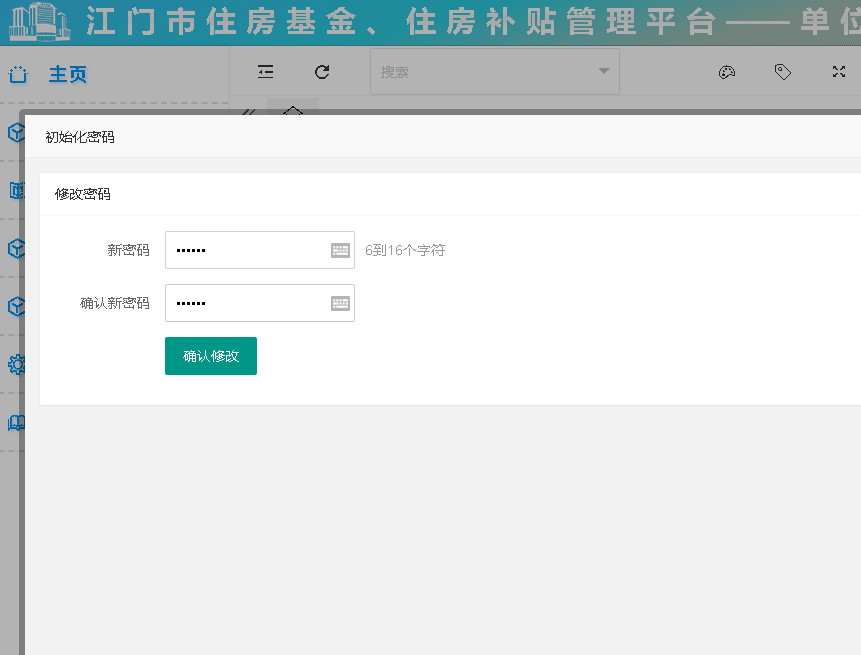 江门市住房基金、住房补贴管理平台——单位
主页
搜索
初始化密码
修改密码
新密码 •••••• 6到16个字符
确认新密码 ••••••
确认修改